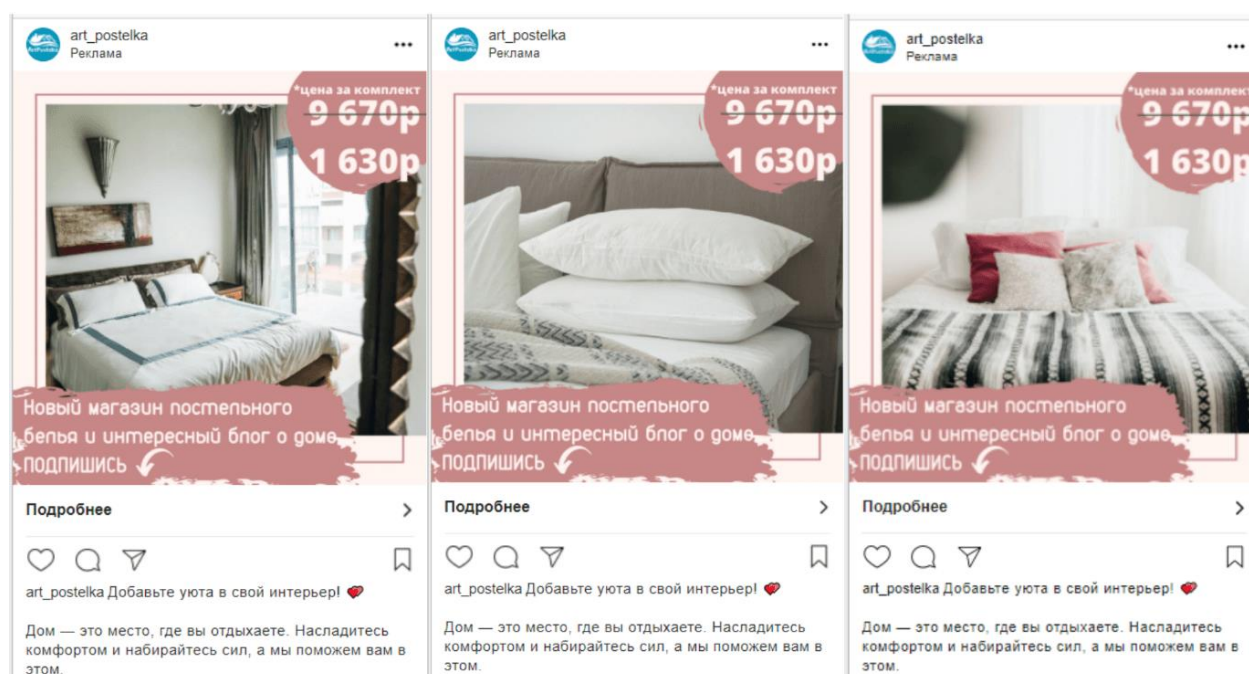 art_postelka
Реклама
*цена за комплект
9 670р
1 630р
Новый магазин постельного
белья и интересный блог о доме
ПОДПИШИСЬ
Подробнее
art_postelka Добавьте уюта в свой интерьер!
Дом — это место, где вы отдыхаете. Насладитесь
комфортом и набирайтесь сил, а мы поможем вам в
этом.
art_postelka
Реклама
*цена за комплект
9 670р
1 630р
Новый магазин постельного
белья и интересный блог о доме
ПОДПИШИСЬ
Подробнее
art_postelka Добавьте уюта в свой интерьер!
Дом — это место, где вы отдыхаете. Насладитесь
комфортом и набирайтесь сил, а мы поможем вам в
этом.
art_postelka
Реклама
*цена за комплект
9 670р
1 630р
Новый магазин постельного
белья и интересный блог о доме
ПОДПИШИСЬ
Подробнее
art_postelka Добавьте уюта в свой интерьер!
Дом — это место, где вы отдыхаете. Насладитесь
комфортом и набирайтесь сил, а мы поможем вам в
этом.